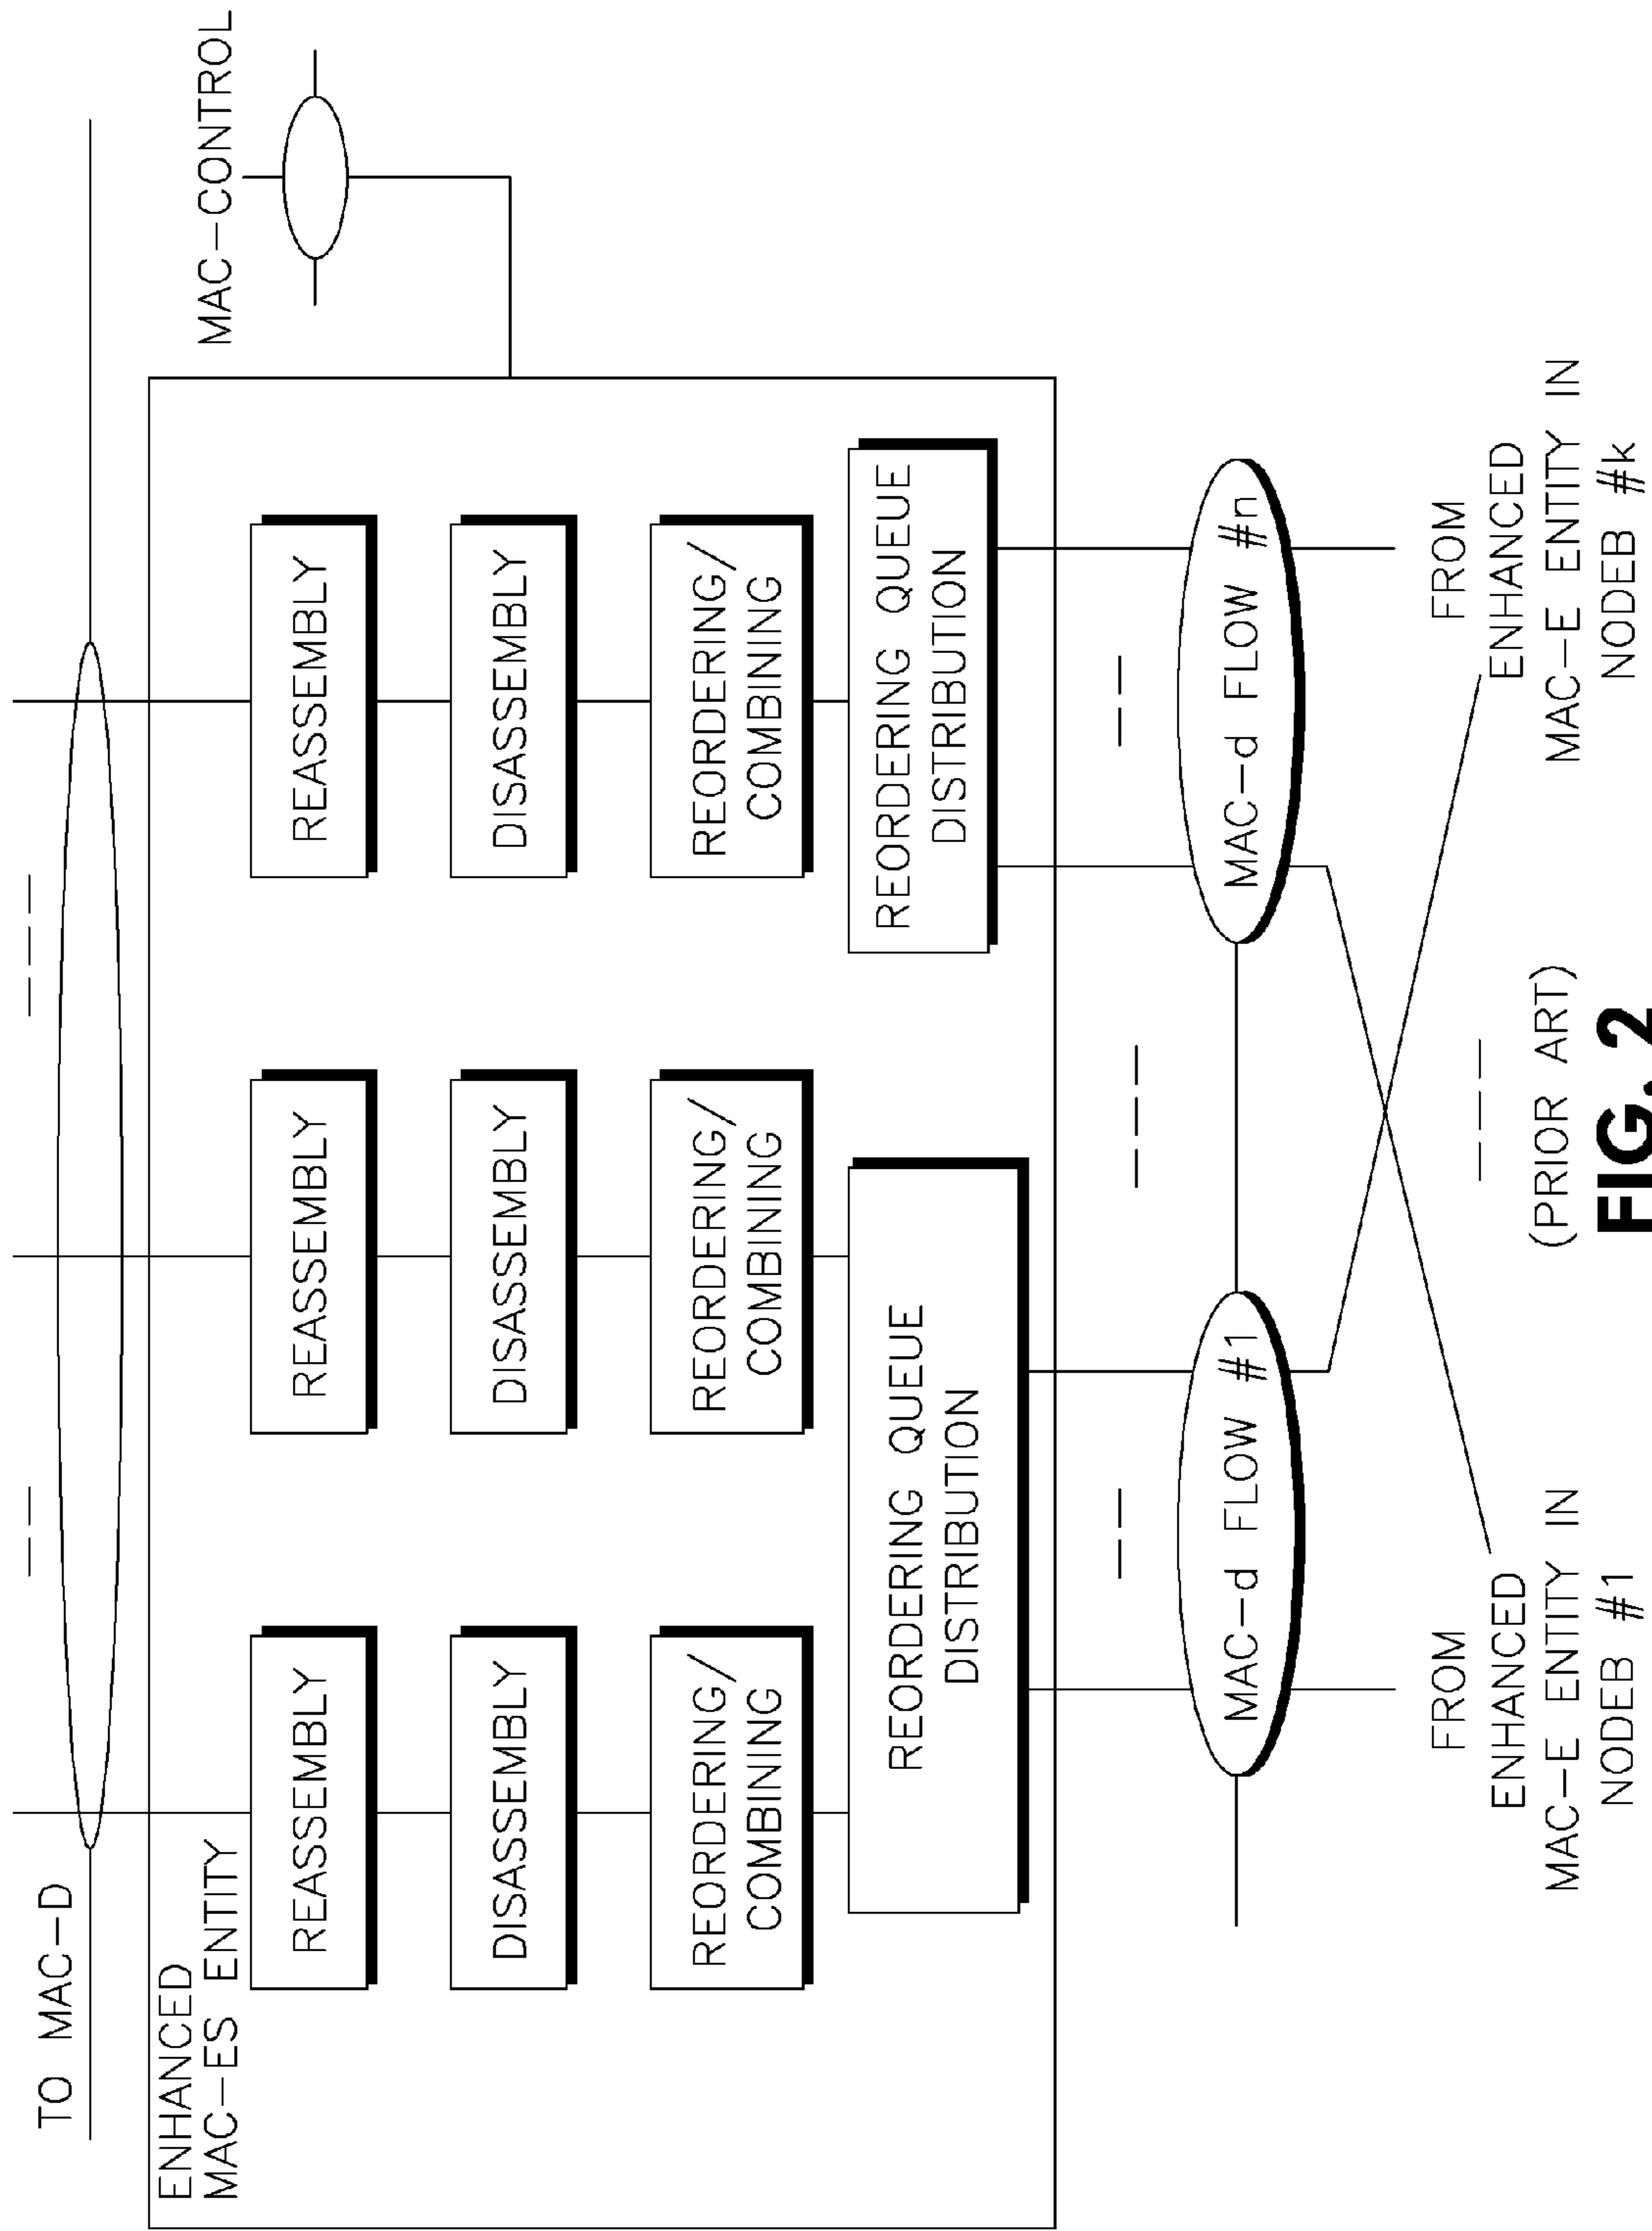 TO MAC-D
MAC-CONTROL
ENHANCED
MAC-ES ENTITY
REASSEMBLY
REASSEMBLY
REASSEMBLY
DISASSEMBLY
DISASSEMBLY
DISASSEMBLY
REORDERING/
COMBINING
REORDERING/
COMBINING
REORDERING/
COMBINING
REORDERING QUEUE
DISTRIBUTION
REORDERING QUEUE
DISTRIBUTION
MAC-d FLOW #1
MAC-d FLOW #n
FROM
ENHANCED
MAC-E ENTITY IN
NODEB #1
FROM
ENHANCED
MAC-E ENTITY IN
NODEB #k
(PRIOR ART)
FIG. 2